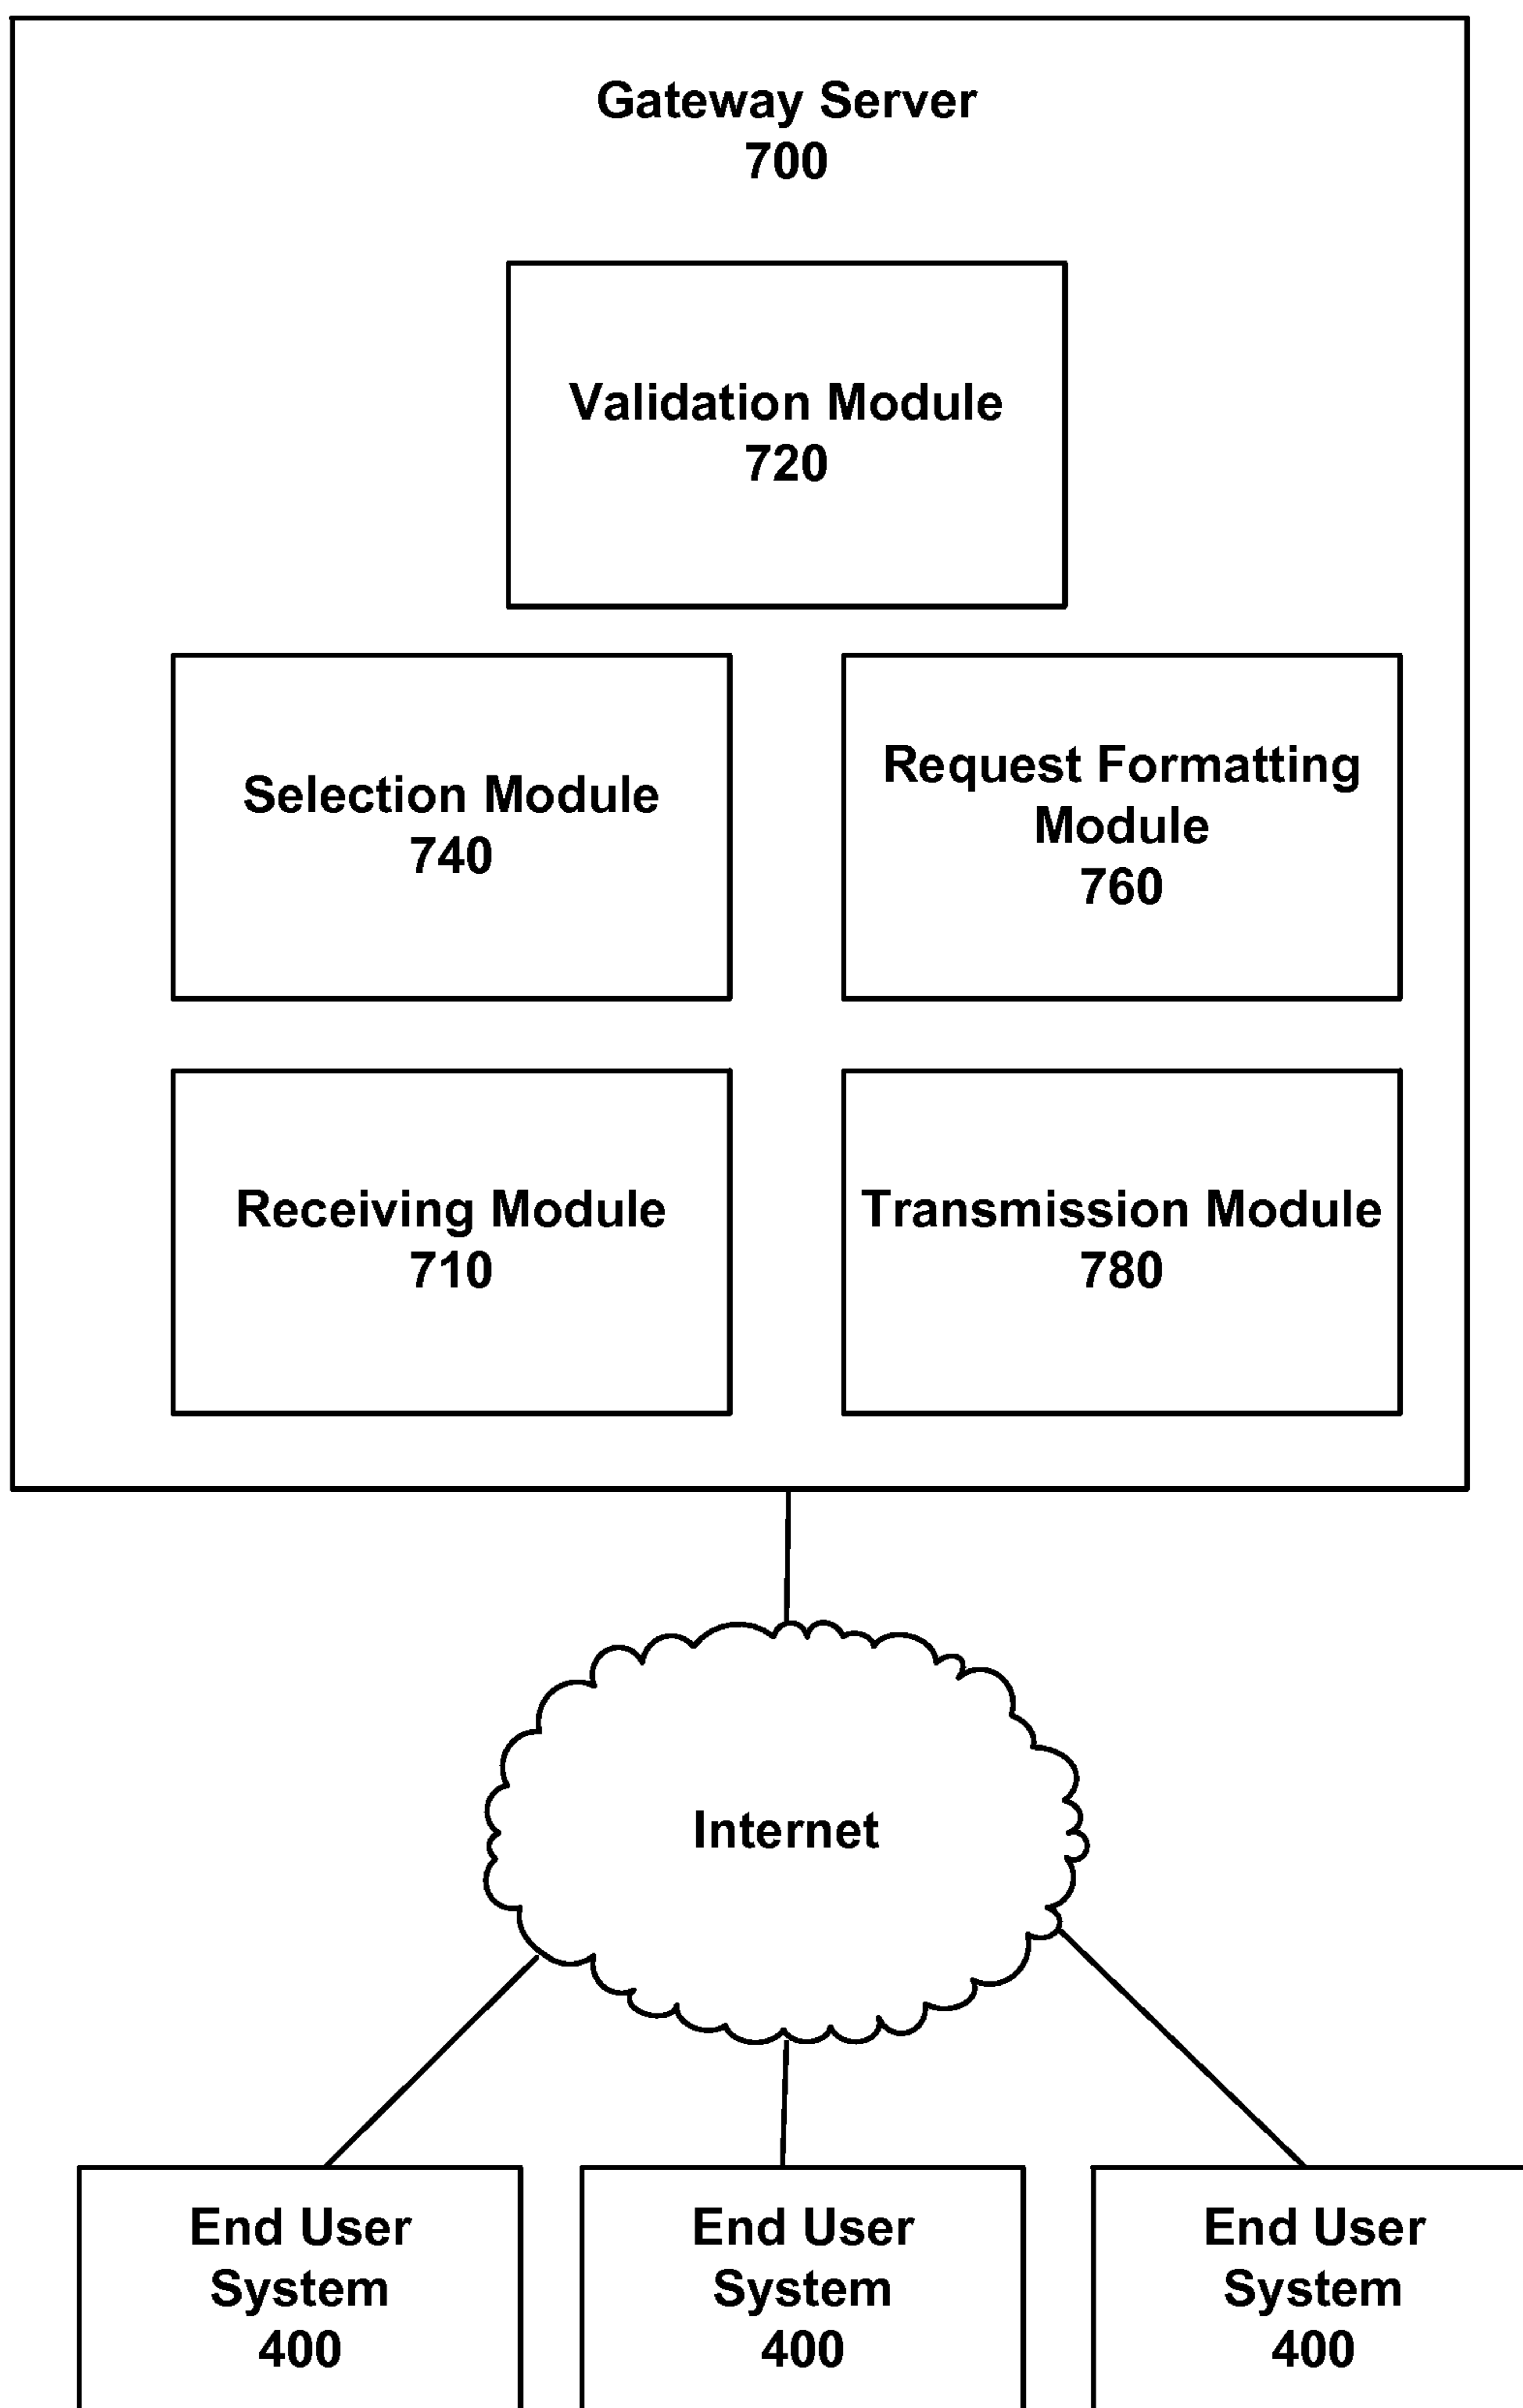 Gateway Server
700
Validation Module
720
Selection Module
740
Request Formatting
Module
760
Receiving Module
710
Transmission Module
780
Internet
End User
System
400
End User
System
400
End User
System
400